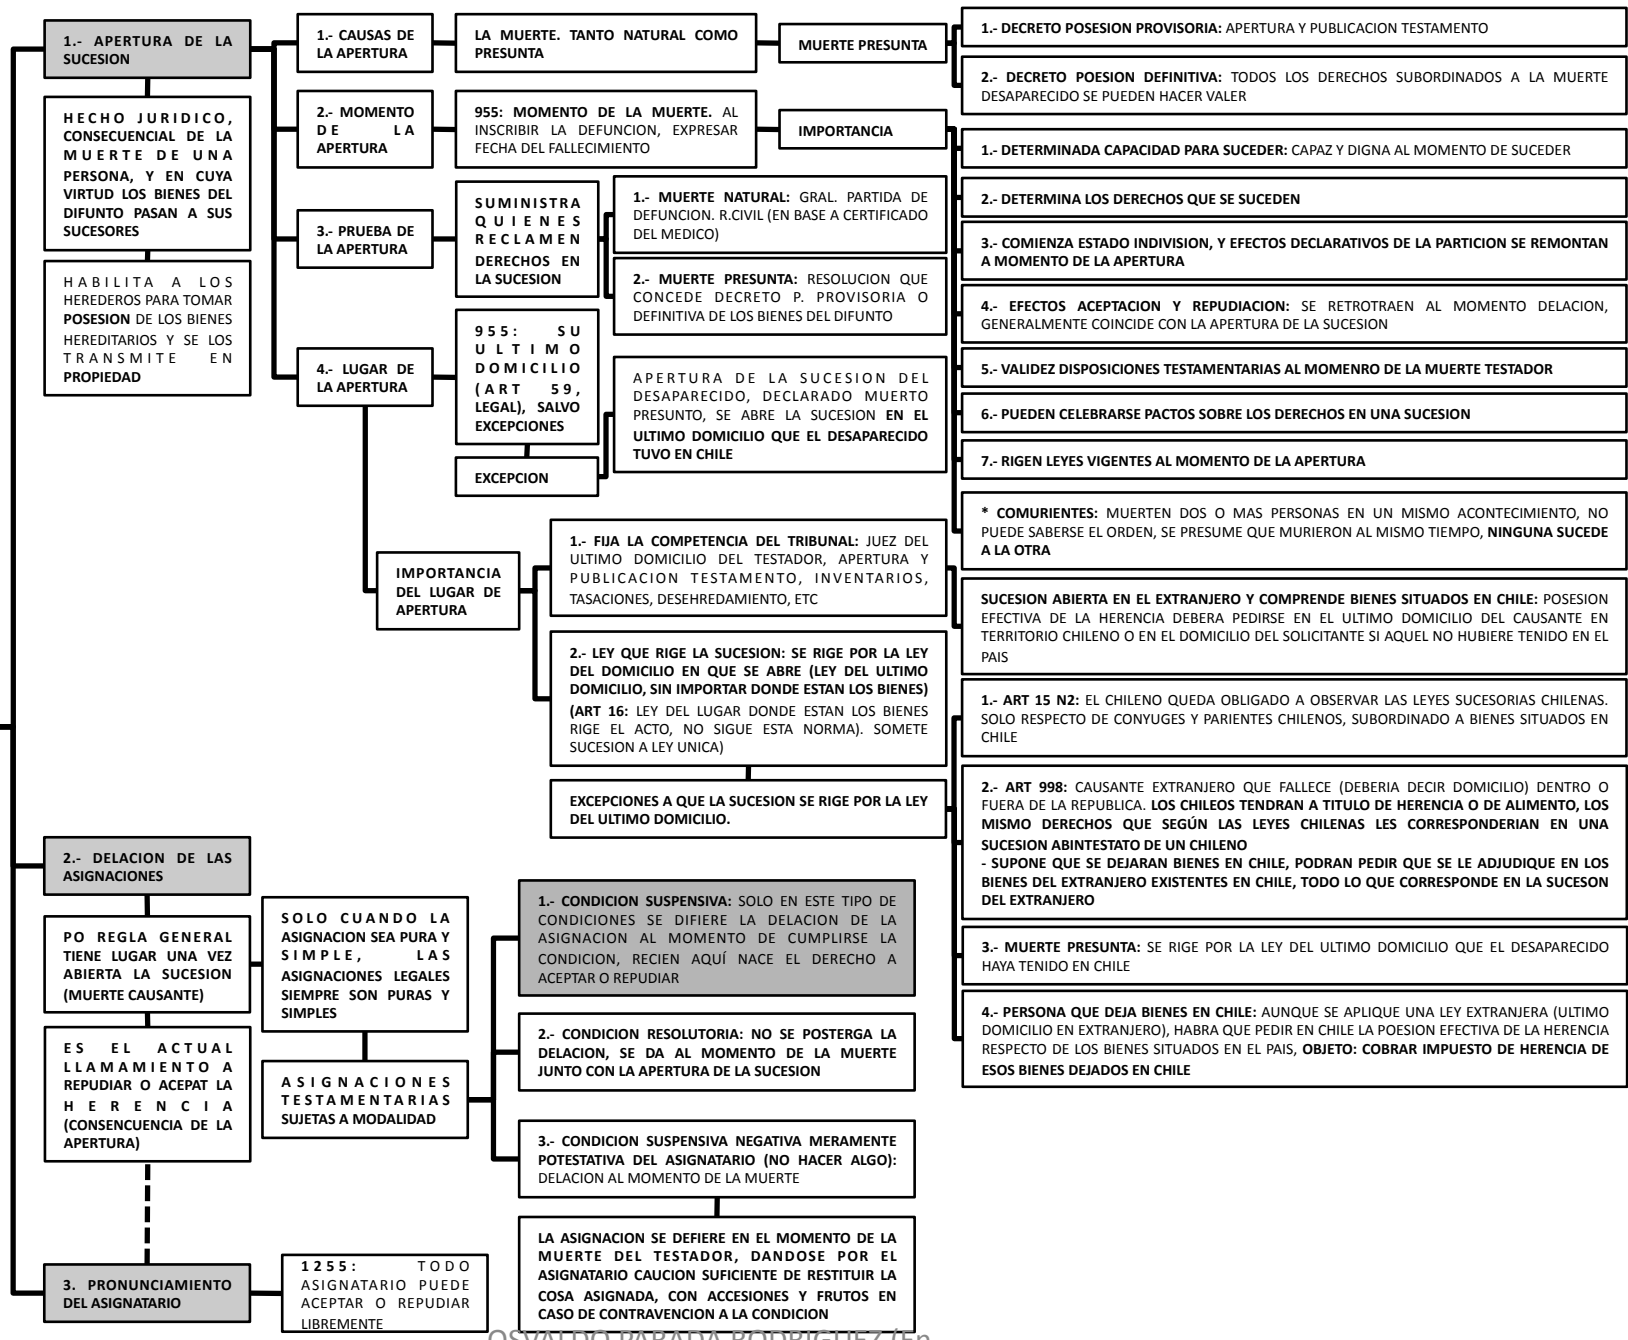 1.- APERTURA DE LA
SUCESION
HECHO JURIDICO,
CONSECUENCIAL DE LA
MUERTE DE UNA
PERSONA, Y EN CUYA
VIRTUD LOS BIENES DEL
DIFUNTO PASAN A SUS
SUCESORES
HABILITA A LOS
HEREDEROS PARA TOMAR
POSESION DE LOS BIENES
HEREDITARIOS Y SE LOS
TRANSMITE EN
PROPIEDAD
1.- CAUSAS DE
LA APERTURA
LA MUERTE. TANTO NATURAL COMO
PRESUNTA
MUERTE PRESUNTA
1.- DECRETO POSESION PROVISORIA: APERTURA Y PUBLICACION TESTAMENTO
2.- DECRETO POESION DEFINITIVA: TODOS LOS DERECHOS SUBORDINADOS A LA MUERTE
DESAPARECIDO SE PUEDEN HACER VALER
2.- MOMENTO
DE LA
APERTURA
955: MOMENTO DE LA MUERTE. AL
INSCRIBIR LA DEFUNCION, EXPRESAR
FECHA DEL FALLECIMIENTO
IMPORTANCIA
1.- DETERMINADA CAPACIDAD PARA SUCEDER: CAPAZ Y DIGNA AL MOMENTO DE SUCEDER
2.- DETERMINA LOS DERECHOS QUE SE SUCEDEN
3.- COMIENZA ESTADO INDIVISION, Y EFECTOS DECLARATIVOS DE LA PARTICION SE REMONTAN
A MOMENTO DE LA APERTURA
4.- EFECTOS ACEPTACION Y REPUDIACION: SE RETROTRAEN AL MOMENTO DELACION,
GENERALMENTE COINCIDE CON LA APERTURA DE LA SUCESION
5.- VALIDEZ DISPOSICIONES TESTAMENTARIAS AL MOMENRO DE LA MUERTE TESTADOR
6.- PUEDEN CELEBRARSE PACTOS SOBRE LOS DERECHOS EN UNA SUCESION
7.- RIGEN LEYES VIGENTES AL MOMENTO DE LA APERTURA
* COMURIENTES: MUERTEN DOS O MAS PERSONAS EN UN MISMO ACONTECIMIENTO, NO
PUEDE SABERSE EL ORDEN, SE PRESUME QUE MURIERON AL MISMO TIEMPO, NINGUNA SUCEDE
A LA OTRA
3.- PRUEBA DE
LA APERTURA
SUMINISTRA
QUIENES
RECLAMEN
DERECHOS EN
LA SUCESION
1.- MUERTE NATURAL: GRAL. PARTIDA DE
DEFUNCION. R.CIVIL (EN BASE A CERTIFICADO
DEL MEDICO)
2.- MUERTE PRESUNTA: RESOLUCION QUE
CONCEDE DECRETO P. PROVISORIA O
DEFINITIVA DE LOS BIENES DEL DIFUNTO
4.- LUGAR DE
LA APERTURA
955: SU
ULTIMO
DOMICILIO
(ART 59,
LEGAL), SALVO
EXCEPCIONES
EXCEPCION
APERTURA DE LA SUCESION DEL
DESAPARECIDO, DECLARADO MUERTO
PRESUNTO, SE ABRE LA SUCESION EN EL
ULTIMO DOMICILIO QUE EL DESAPARECIDO
TUVO EN CHILE
IMPORTANCIA
DEL LUGAR DE
APERTURA
1.- FIJA LA COMPETENCIA DEL TRIBUNAL: JUEZ DEL
ULTIMO DOMICILIO DEL TESTADOR, APERTURA Y
PUBLICACION TESTAMENTO, INVENTARIOS,
TASACIONES, DESEHREDAMIENTO, ETC
SUCESION ABIERTA EN EL EXTRANJERO Y COMPRENDE BIENES SITUADOS EN CHILE: POSESION
EFECTIVA DE LA HERENCIA DEBERA PEDIRSE EN EL ULTIMO DOMICILIO DEL CAUSANTE EN
TERRITORIO CHILENO O EN EL DOMICILIO DEL SOLICITANTE SI AQUEL NO HUBIERE TENIDO EN EL
PAIS
2.- LEY QUE RIGE LA SUCESION: SE RIGE POR LA LEY
DEL DOMICILIO EN QUE SE ABRE (LEY DEL ULTIMO
DOMICILIO, SIN IMPORTAR DONDE ESTAN LOS BIENES)
(ART 16: LEY DEL LUGAR DONDE ESTAN LOS BIENES
RIGE EL ACTO, NO SIGUE ESTA NORMA). SOMETE
SUCESION A LEY UNICA)
EXCEPCIONES A QUE LA SUCESION SE RIGE POR LA LEY
DEL ULTIMO DOMICILIO.
1.- ART 15 N2: EL CHILENO QUEDA OBLIGADO A OBSERVAR LAS LEYES SUCESORIAS CHILENAS.
SOLO RESPECTO DE CONYUGES Y PARIENTES CHILENOS, SUBORDINADO A BIENES SITUADOS EN
CHILE
2.- ART 998: CAUSANTE EXTRANJERO QUE FALLECE (DEBERIA DECIR DOMICILIO) DENTRO O
FUERA DE LA REPUBLICA. LOS CHILEOS TENDRAN A TITULO DE HERENCIA O DE ALIMENTO, LOS
MISMO DERECHOS QUE SEGÚN LAS LEYES CHILENAS LES CORRESPONDERIAN EN UNA
SUCESION ABINTESTATO DE UN CHILENO
- SUPONE QUE SE DEJARAN BIENES EN CHILE, PODRAN PEDIR QUE SE LE ADJUDIQUE EN LOS
BIENES DEL EXTRANJERO EXISTENTES EN CHILE, TODO LO QUE CORRESPONDE EN LA SUCESON
DEL EXTRANJERO
3.- MUERTE PRESUNTA: SE RIGE POR LA LEY DEL ULTIMO DOMICILIO QUE EL DESAPARECIDO
HAYA TENIDO EN CHILE
4.- PERSONA QUE DEJA BIENES EN CHILE: AUNQUE SE APLIQUE UNA LEY EXTRANJERA (ULTIMO
DOMICILIO EN EXTRANJERO), HABRA QUE PEDIR EN CHILE LA POESION EFECTIVA DE LA HERENCIA
RESPECTO DE LOS BIENES SITUADOS EN EL PAIS, OBJETO: COBRAR IMPUESTO DE HERENCIA DE
ESOS BIENES DEJADOS EN CHILE
2.- DELACION DE LAS
ASIGNACIONES
PO REGLA GENERAL
TIENE LUGAR UNA VEZ
ABIERTA LA SUCESION
(MUERTE CAUSANTE)
ES EL ACTUAL
LLAMAMIENTO A
REPUDIAR O ACEPAT LA
HERENCIA
(CONSENCUENCIA DE LA
APERTURA)
SOLO CUANDO LA
ASIGNACION SEA PURA Y
SIMPLE, LAS
ASIGNACIONES LEGALES
SIEMPRE SON PURAS Y
SIMPLES
ASIGNACIONES
TESTAMENTARIAS
SUJETAS A MODALIDAD
1.- CONDICION SUSPENSIVA: SOLO EN ESTE TIPO DE
CONDICIONES SE DIFIERE LA DELACION DE LA
ASIGNACION AL MOMENTO DE CUMPLIRSE LA
CONDICION, RECIEN AQUÍ NACE EL DERECHO A
ACEPTAR O REPUDIAR
2.- CONDICION RESOLUTORIA: NO SE POSTERGA LA
DELACION, SE DA AL MOMENTO DE LA MUERTE
JUNTO CON LA APERTURA DE LA SUCESION
3.- CONDICION SUSPENSIVA NEGATIVA MERAMENTE
POTESTATIVA DEL ASIGNATARIO (NO HACER ALGO):
DELACION AL MOMENTO DE LA MUERTE
LA ASIGNACION SE DEFIERE EN EL MOMENTO DE LA
MUERTE DEL TESTADOR, DANDOSE POR EL
ASIGNATARIO CAUCION SUFICIENTE DE RESTITUIR LA
COSA ASIGNADA, CON ACCESIONES Y FRUTOS EN
CASO DE CONTRAVENCION A LA CONDICION
3. PRONUNCIAMIENTO
DEL ASIGNATARIO
1255: TODO
ASIGNATARIO PUEDE
ACEPTAR O REPUDIAR
LIBREMENTE
OSVALDO PARADA RODRIGUEZ (En